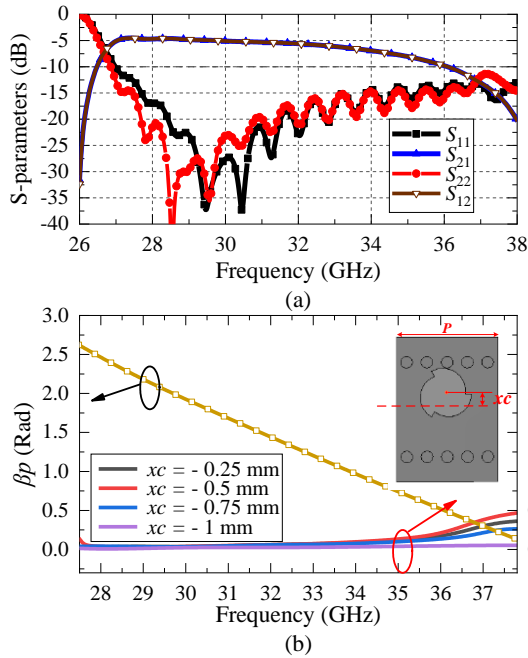 0
-5
-10
-15
-20
-25
-30
-35
-40
S-parameters (dB)
S11
S21
S22
S12
26 28 30 32 34 36 38
Frequency (GHz)
(a)
3.0
2.5
2.0
1.5
1.0
0.5
0.0
βp (Rad)
P
xc
xc = - 0.25 mm
xc = - 0.5 mm
xc = - 0.75 mm
xc = - 1 mm
28 29 30 31 32 33 34 35 36 37
Frequency (GHz)
(b)